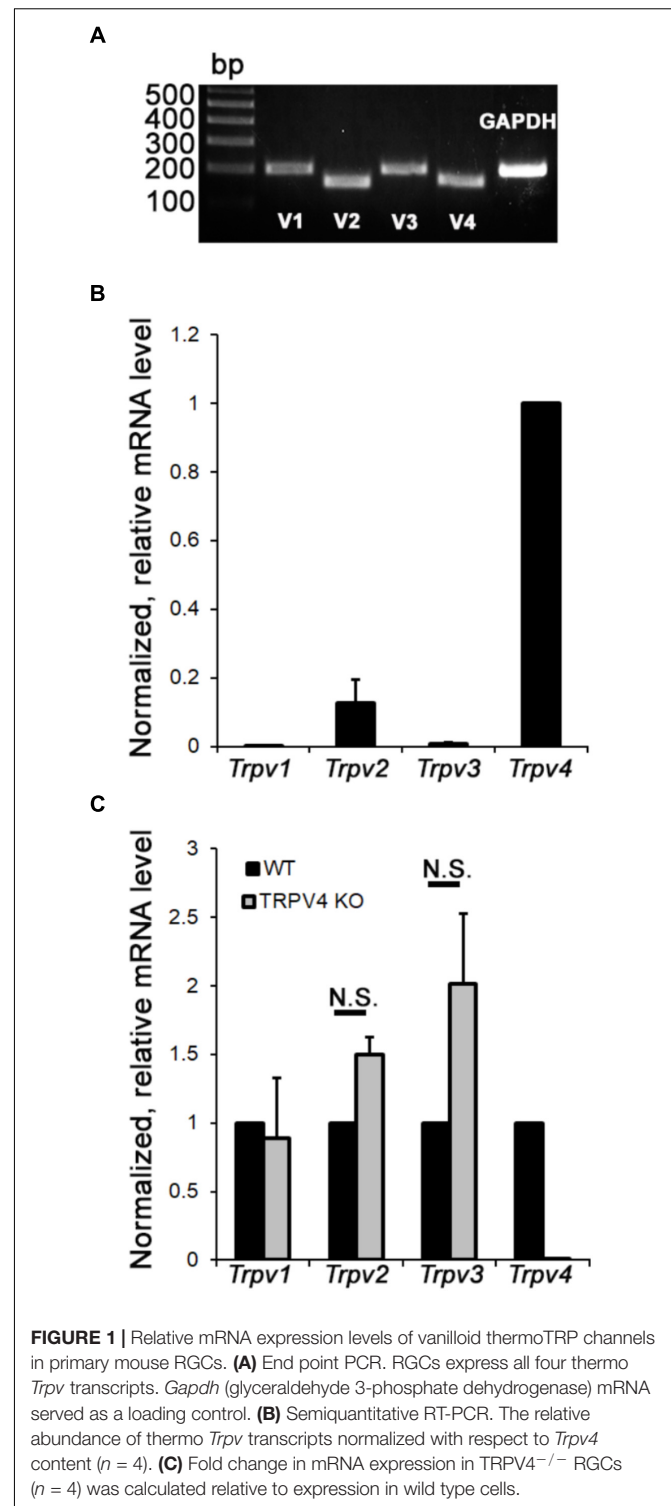 A
bp
500
400
300
200
100
GAPDH
V1 V2 V3 V4
B
Normalized, relative mRNA level
1.2
1
0.8
0.6
0.4
0.2
0
Trpv1 Trpv2 Trpv3 Trpv4
C
Normalized, relative mRNA level
3
2.5
2
1.5
1
0.5
0
WT
TRPV4 KO
N.S.
N.S.
Trpv1 Trpv2 Trpv3 Trpv4
FIGURE 1 | Relative mRNA expression levels of vanilloid thermoTRP channels
in primary mouse RGCs. (A) End point PCR. RGCs express all four thermo
Trpv transcripts. Gapdh (glyceraldehyde 3-phosphate dehydrogenase) mRNA
served as a loading control. (B) Semiquantitative RT-PCR. The relative
abundance of thermo Trpv transcripts normalized with respect to Trpv4
content (n = 4). (C) Fold change in mRNA expression in TRPV4−/− RGCs
(n = 4) was calculated relative to expression in wild type cells.